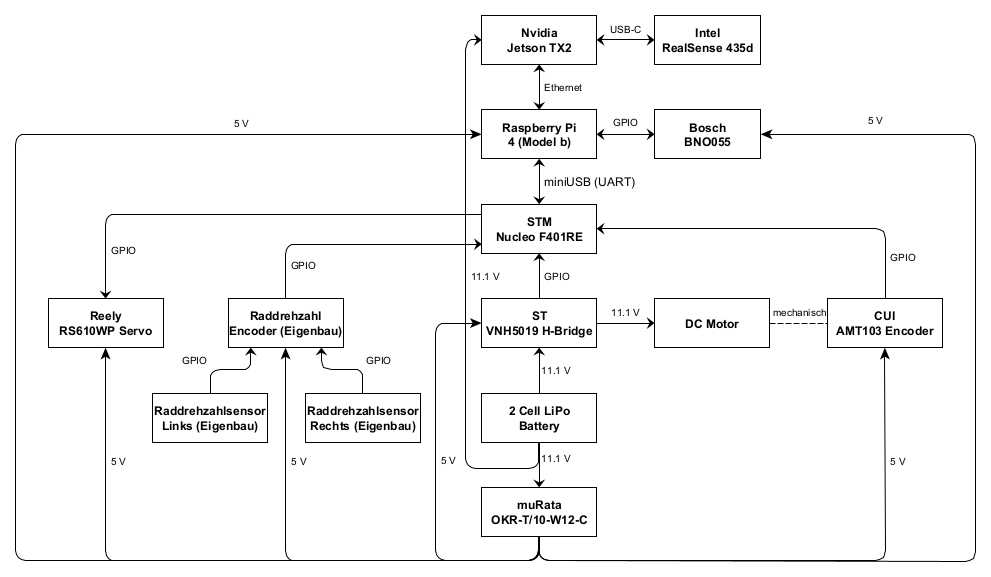 Nvidia
Jetson TX2
USB-C
Intel
RealSense 435d
Ethernet
5 V
Raspberry Pi
4 (Model b)
GPIO
Bosch
BNO055
5 V
miniUSB (UART)
STM
Nucleo F401RE
GPIO
GPIO
11.1 V
GPIO
GPIO
Reely
RS610WP Servo
Raddrehzahl
Encoder (Eigenbau)
ST
VNH5019 H-Bridge
11.1 V
DC Motor
mechanisch
CUI
AMT103 Encoder
GPIO
GPIO
11.1 V
Raddrehzahlsensor
Links (Eigenbau)
Raddrehzahlsensor
Rechts (Eigenbau)
2 Cell LiPo
Battery
5 V
5 V
5 V
11.1 V
5 V
muRata
OKR-T/10-W12-C